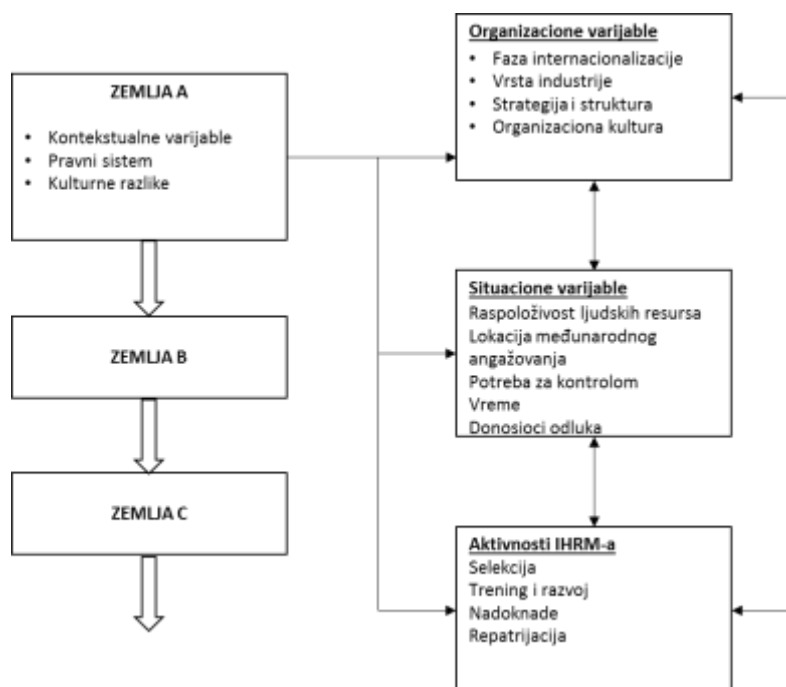 ZEMLJA A
• Kontekstualne varijable
• Pravni sistem
• Kulturne razlike
ZEMLJA B
ZEMLJA C
Organizacione varijable
• Faza internacionalizacije
• Vrsta industrije
• Strategija i struktura
• Organizaciona kultura
Situacione varijable
Raspoloživost ljudskih resursa
Lokacija međunarodnog
angažovanja
Potreba za kontrolom
Vreme
Donosioci odluka
Aktivnosti IHRM-a
Selekcija
Trening i razvoj
Nadoknade
Repatrijacija